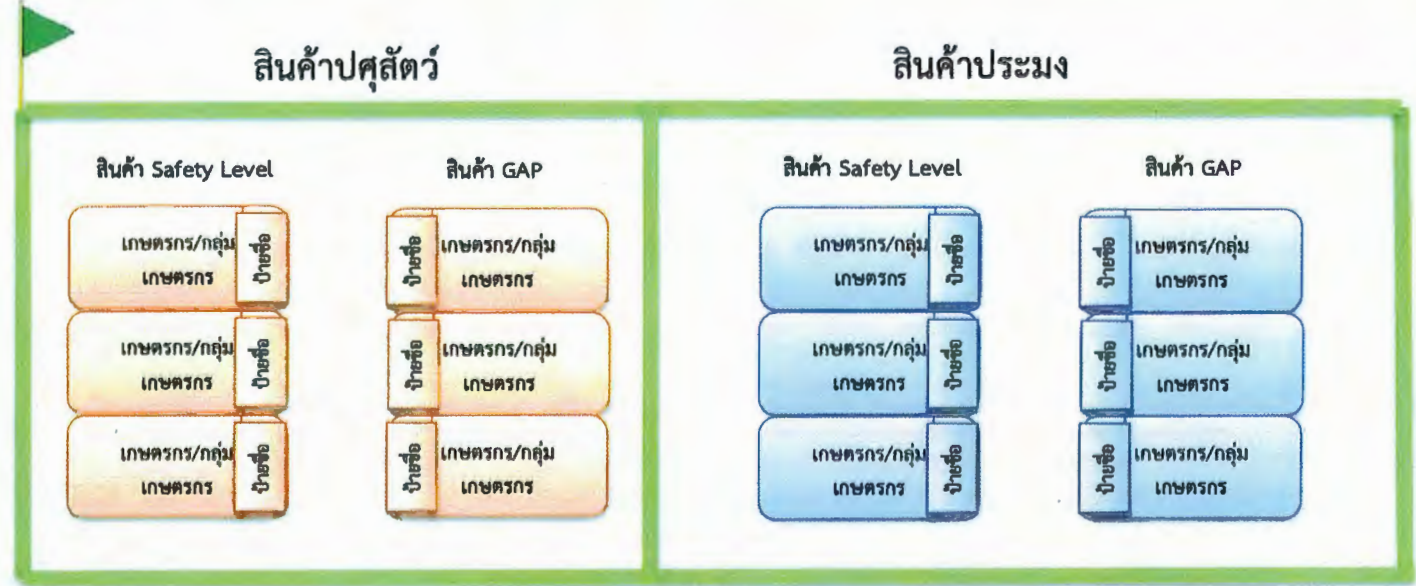 สินค้าปศุสัตว์
สินค้าประมง
สินค้า Safety Level
สินค้า GAP
สินค้า Safety Level
สินค้า GAP
เกษตรกร/กลุ่ม
เกษตรกร
ป้ายชื่อ
ป้ายชื่อ
เกษตรกร/กลุ่ม
เกษตรกร
เกษตรกร/กลุ่ม
เกษตรกร
ป้ายชื่อ
ป้ายชื่อ
เกษตรกร/กลุ่ม
เกษตรกร
เกษตรกร/กลุ่ม
เกษตรกร
ป้ายชื่อ
ป้ายชื่อ
เกษตรกร/กลุ่ม
เกษตรกร
เกษตรกร/กลุ่ม
เกษตรกร
ป้ายชื่อ
ป้ายชื่อ
เกษตรกร/กลุ่ม
เกษตรกร
เกษตรกร/กลุ่ม
เกษตรกร
ป้ายชื่อ
ป้ายชื่อ
เกษตรกร/กลุ่ม
เกษตรกร
เกษตรกร/กลุ่ม
เกษตรกร
ป้ายชื่อ
ป้ายชื่อ
เกษตรกร/กลุ่ม
เกษตรกร